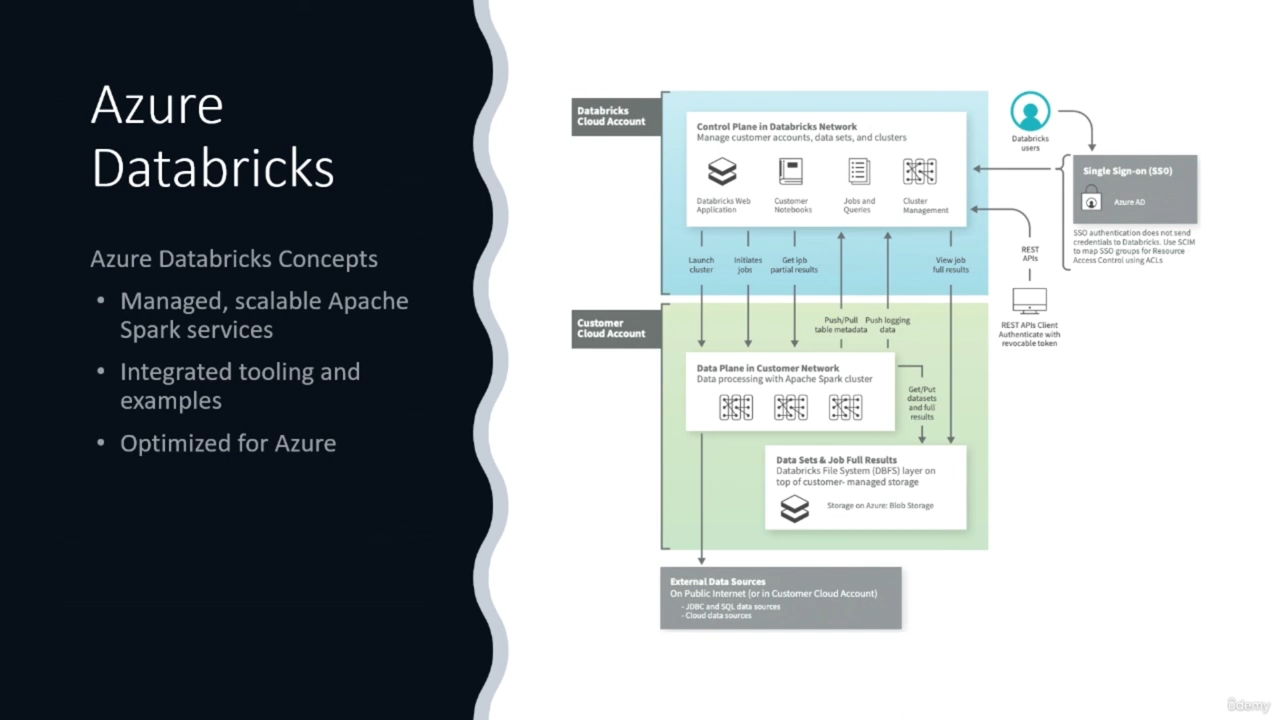 Azure
Databricks
Azure Databricks Concepts
• Managed, scalable Apache
Spark services
• Integrated tooling and
examples
• Optimized for Azure
Databricks
Cloud Account
Control Plane in Databricks Network
Manage customer accounts, data sets, and clusters
Databricks Web
Application
Customer
Notebooks
Jobs and
Queries
Cluster
Management
Databricks
users
Single Sign-on (SSO)
Azure AD
SSO authentication does not send
credentials to Databricks. Use SCIM
to map SSO groups for Resource
Access Control using ACLs
REST
APIs
REST APIs Client
Authenticate with
revocable token
Launch
cluster
Initiates
jobs
Get job
partial results
View job
full results
Customer
Cloud Account
Push/Pull
table metadata
Push logging
data
Data Plane in Customer Network
Data processing with Apache Spark cluster
Get/Put
datasets
and full
results
Data Sets & Job Full Results
Databricks File System (DBFS) layer on
top of customer- managed storage
Storage on Azure: Blob Storage
External Data Sources
On Public Internet (or in Customer Cloud Account)
- JDBC and SQL data sources
- Cloud data sources
ûdemy